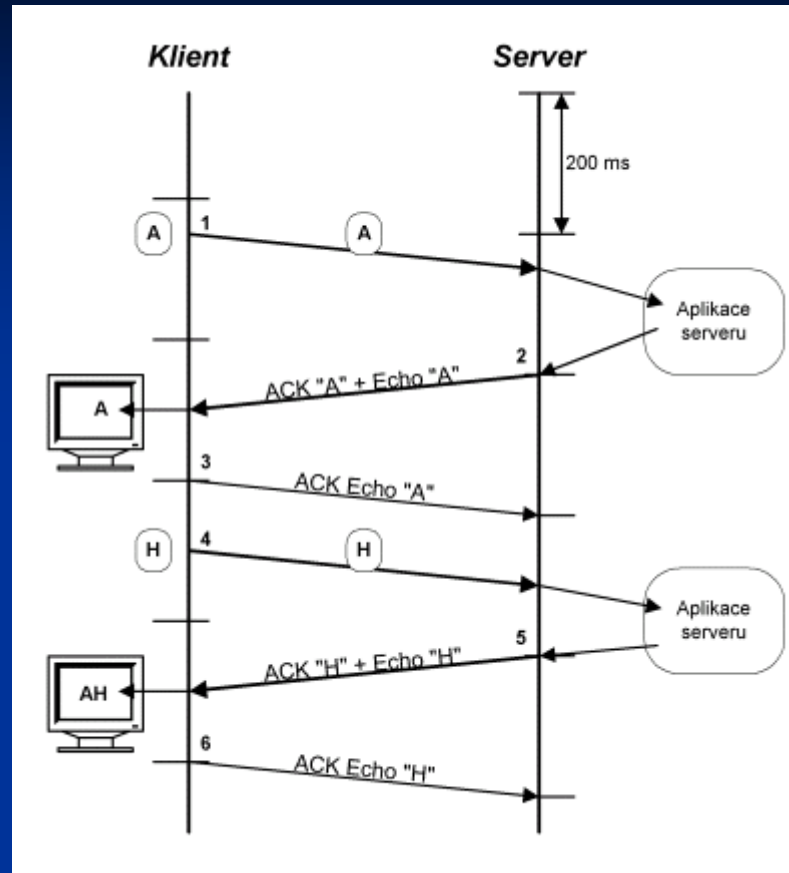 Klient
Server
200 ms
1
A
A
Aplikace
serveru
2
ACK "A" + Echo "A"
A
3
ACK Echo "A"
4
H
H
Aplikace
serveru
5
ACK "H" + Echo "H"
AH
6
ACK Echo "H"